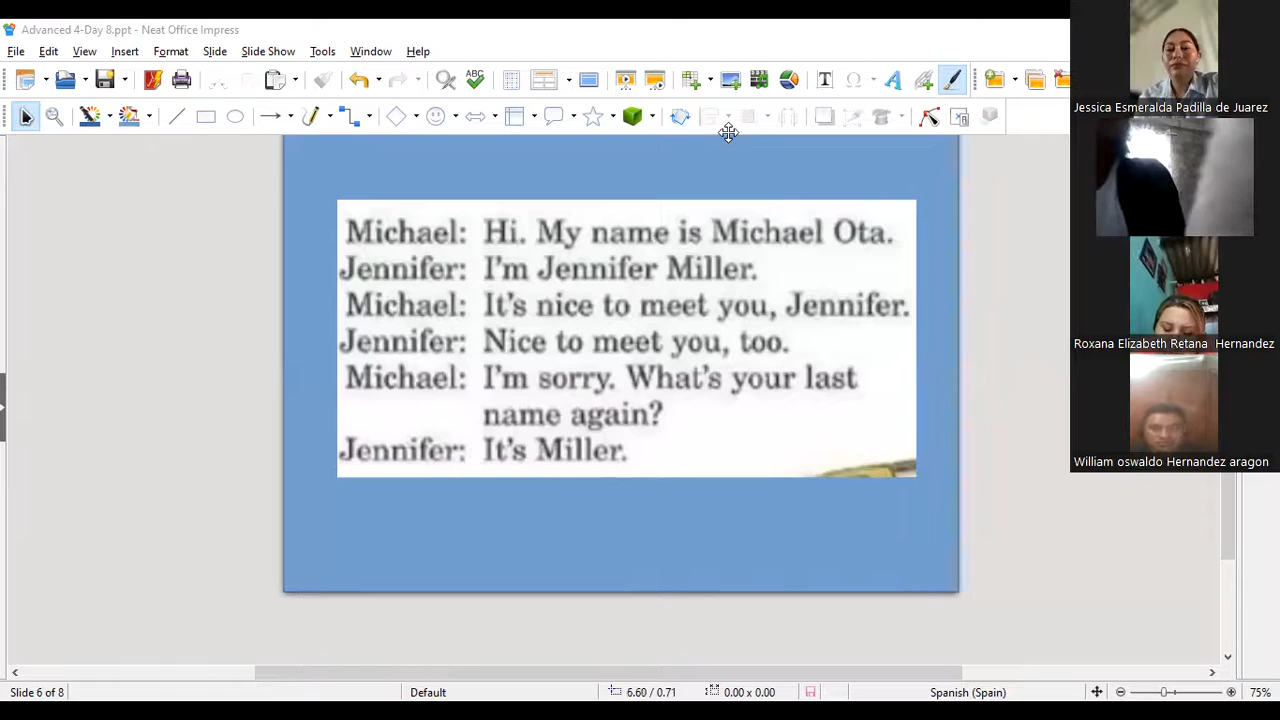 Advanced 4-Day 8.ppt - Neat Office Impress
File Edit View Insert Format Slide Slide Show Tools Window Help
ABC
T Ω A
Michael: Hi. My name is Michael Ota.
Jennifer: I'm Jennifer Miller.
Michael: It's nice to meet you, Jennifer.
Jennifer: Nice to meet you, too.
Michael: I'm sorry. What's your last
name again?
Jennifer: It's Miller.
Jessica Esmeralda Padilla de Juarez
Roxana Elizabeth Retana Hernandez
William oswaldo Hernandez aragon
Slide 6 of 8 Default 6.60 / 0.71 0.00 x 0.00 Spanish (Spain) 75%